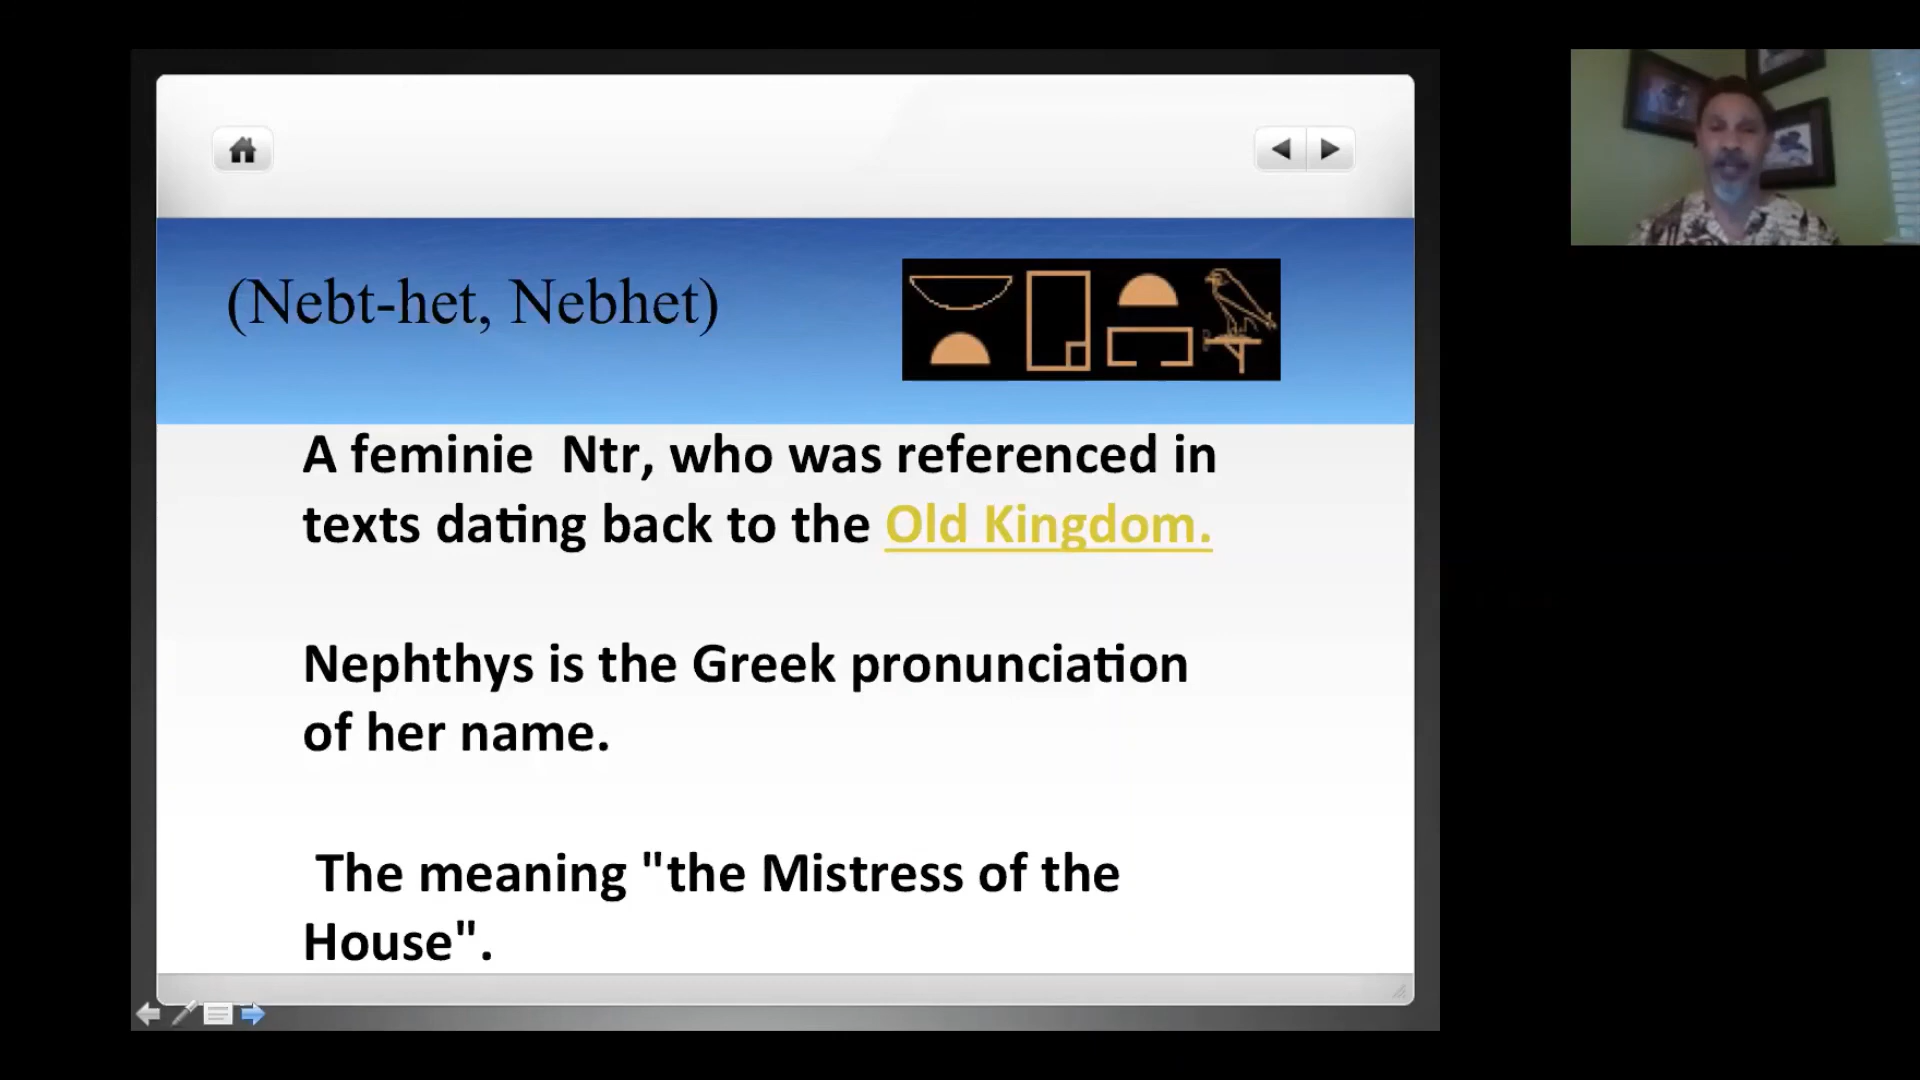 (Nebt-het, Nebhet)
A feminie  Ntr, who was referenced in
texts dating back to the Old Kingdom.
Nephthys is the Greek pronunciation
of her name.
The meaning "the Mistress of the
House".